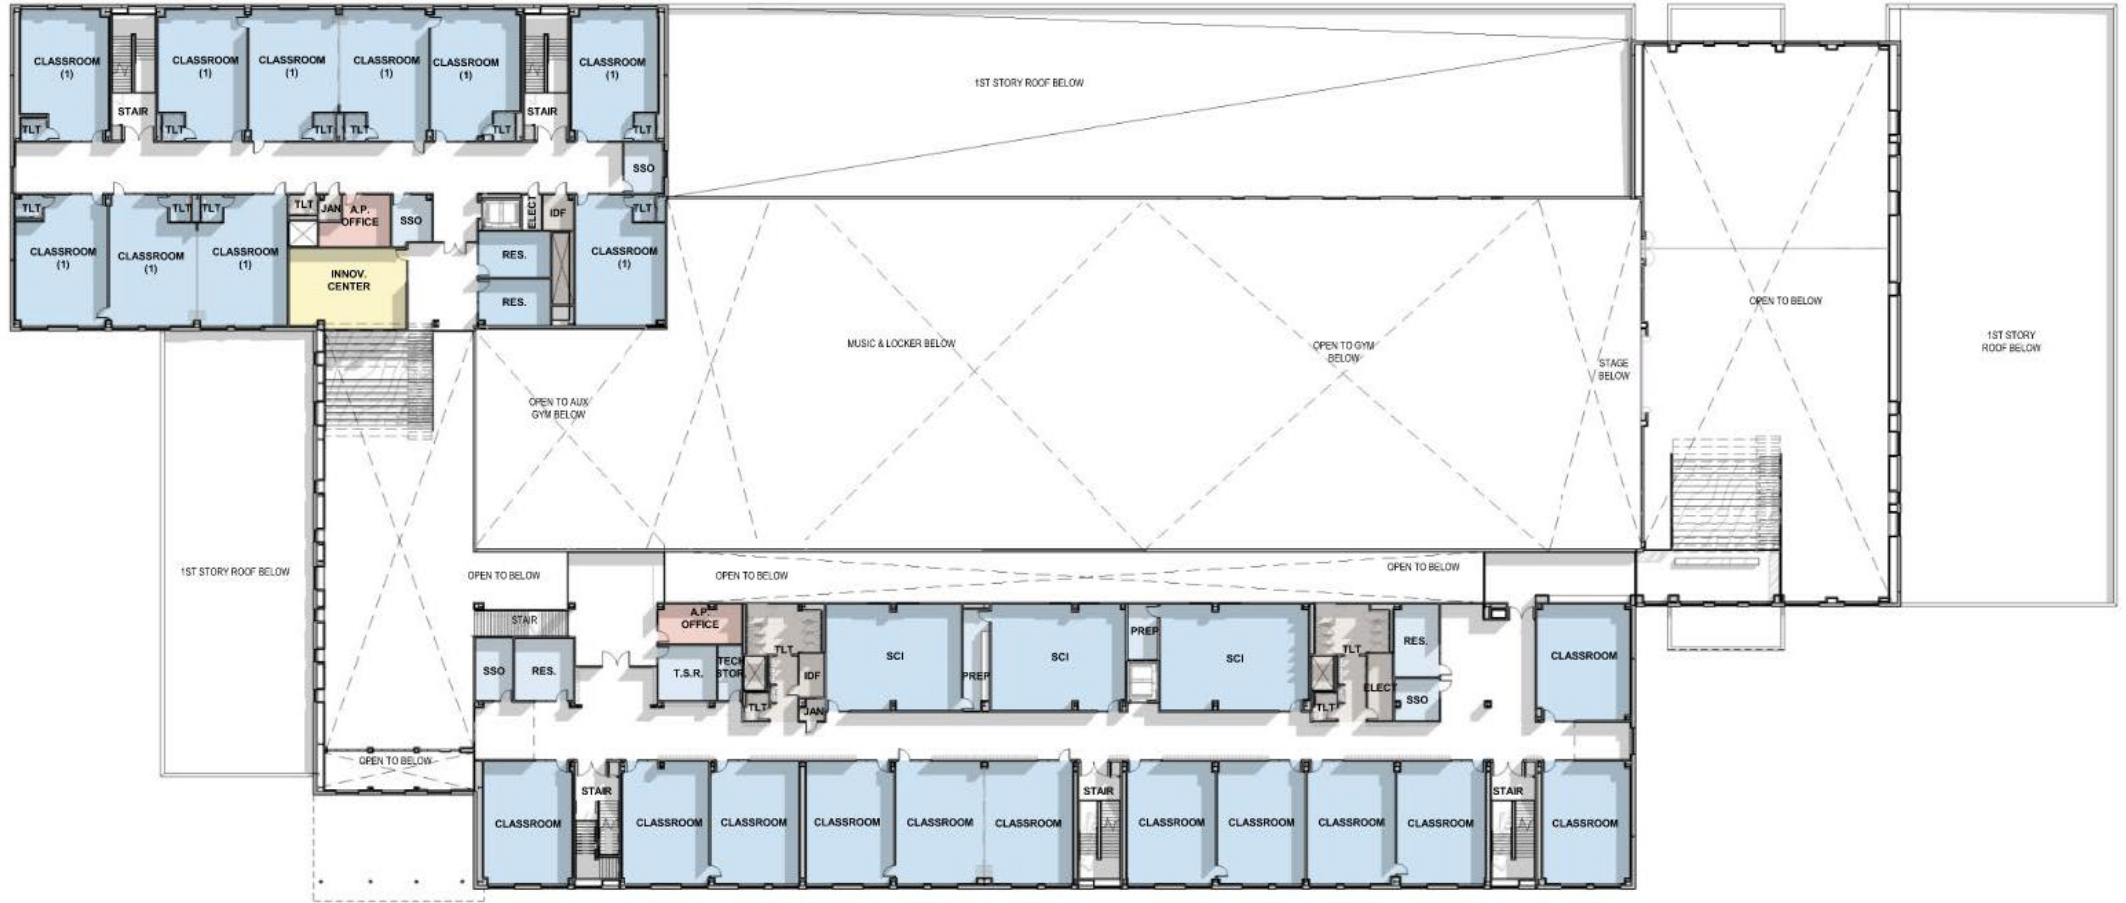 CLASSROOM
(1)
STAIR
CLASSROOM
(1)
CLASSROOM
(1)
CLASSROOM
(1)
CLASSROOM
(1)
STAIR
CLASSROOM
(1)
TLT
TLT
TLT
TLT
TLT
TLT
1ST STORY ROOF BELOW
SSO
TLT
TLT
TLT
TLT
JAN
A.P.
OFFICE
SSO
ELECT
IDF
TLT
CLASSROOM
(1)
CLASSROOM
(1)
CLASSROOM
(1)
INNOV.
CENTER
RES.
RES.
CLASSROOM
(1)
OPEN TO BELOW
1ST STORY
ROOF BELOW
MUSIC & LOCKER BELOW
OPEN TO GYM
BELOW
STAGE
BELOW
OPEN TO AUX
GYM BELOW
1ST STORY ROOF BELOW
OPEN TO BELOW
OPEN TO BELOW
OPEN TO BELOW
STAIR
A.P.
OFFICE
SSO
RES.
T.S.R.
TECH
STOR
TLT
TLT
IDF
JAN
SCI
PREP
SCI
PREP
SCI
TLT
TLT
ELECT
RES.
SSO
CLASSROOM
OPEN TO BELOW
CLASSROOM
STAIR
CLASSROOM
CLASSROOM
CLASSROOM
CLASSROOM
CLASSROOM
STAIR
CLASSROOM
CLASSROOM
CLASSROOM
CLASSROOM
STAIR
CLASSROOM